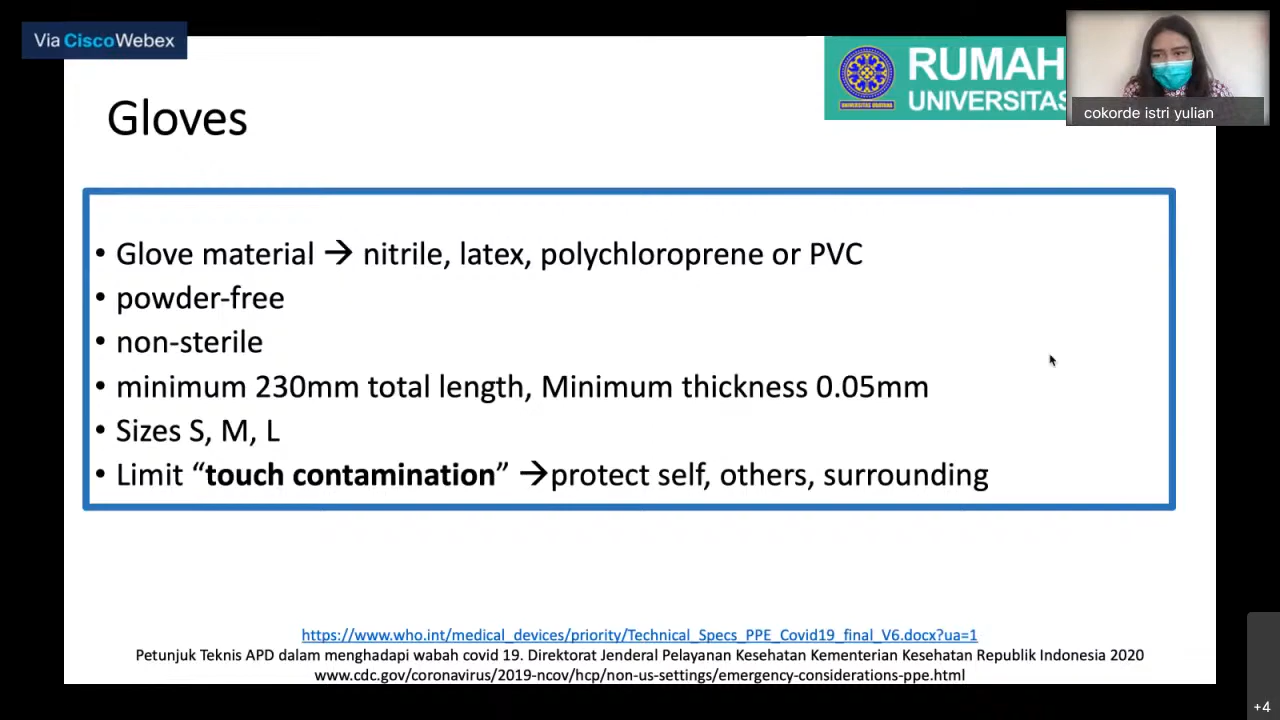 Via Cisco Webex
RUMAH
UNIVERSITAS
cokorde istri yulian
Gloves
• Glove material → nitrile, latex, polychloroprene or PVC
• powder-free
• non-sterile
• minimum 230mm total length, Minimum thickness 0.05mm
• Sizes S, M, L
• Limit “touch contamination” →protect self, others, surrounding
https://www.who.int/medical_devices/priority/Technical_Specs_PPE_Covid19_final_V6.docx?ua=1
Petunjuk Teknis APD dalam menghadapi wabah covid 19. Direktorat Jenderal Pelayanan Kesehatan Kementerian Kesehatan Republik Indonesia 2020
www.cdc.gov/coronavirus/2019-ncov/hcp/non-us-settings/emergency-considerations-ppe.html
+4